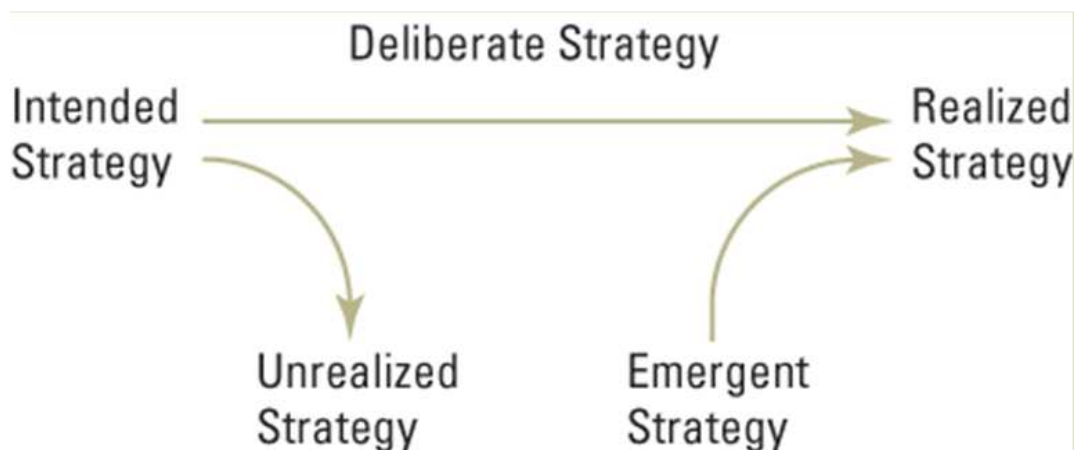 Deliberate Strategy
Intended
Strategy
Realized
Strategy
Unrealized
Strategy
Emergent
Strategy